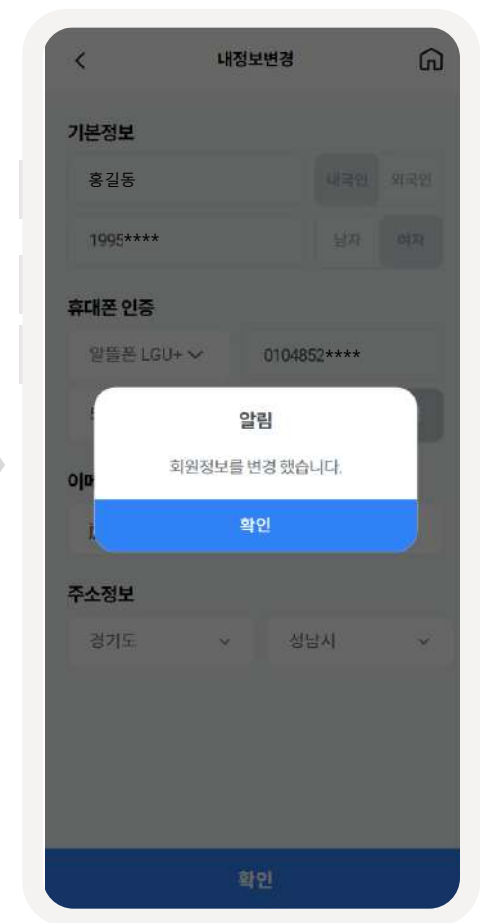 내정보변경
기본정보
홍길동 내국인 외국인
1995**** 남자 여자
휴대폰 인증
알뜰폰 LGU+ 0104852****
알림
회원정보를 변경 했습니다.
확인
주소정보
경기도 성남시
확인